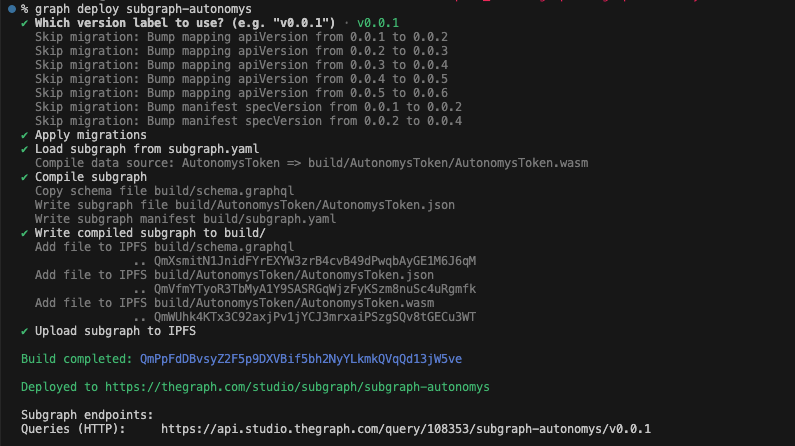 % graph deploy subgraph-autonomys
✔ Which version label to use? (e.g. "v0.0.1") · v0.0.1
Skip migration: Bump mapping apiVersion from 0.0.1 to 0.0.2
Skip migration: Bump mapping apiVersion from 0.0.2 to 0.0.3
Skip migration: Bump mapping apiVersion from 0.0.3 to 0.0.4
Skip migration: Bump mapping apiVersion from 0.0.4 to 0.0.5
Skip migration: Bump mapping apiVersion from 0.0.5 to 0.0.6
Skip migration: Bump manifest specVersion from 0.0.1 to 0.0.2
Skip migration: Bump manifest specVersion from 0.0.2 to 0.0.4
✔ Apply migrations
✔ Load subgraph from subgraph.yaml
Compile data source: AutonomysToken => build/AutonomysToken/AutonomysToken.wasm
✔ Compile subgraph
Copy schema file build/schema.graphql
Write subgraph file build/AutonomysToken/AutonomysToken.json
Write subgraph manifest build/subgraph.yaml
✔ Write compiled subgraph to build/
Add file to IPFS build/schema.graphql
.. QmXsmitN1JnidFYrEXYW3zrB4cvB49dPwqbAyGE1M6J6qM
Add file to IPFS build/AutonomysToken/AutonomysToken.json
.. QmVfmYTyoR3TbMyA1Y9SASRGqWjzFyKSzm8nuSc4uRgmfk
Add file to IPFS build/AutonomysToken/AutonomysToken.wasm
.. QmWUhk4KTx3C92axjPv1jYCJ3mrxaiPSzgSQv8tGECu3WT
✔ Upload subgraph to IPFS
Build completed: QmPpFdDBvsyZ2F5p9DXVBif5bh2NyYLkmkQVqQd13jW5ve
Deployed to https://thegraph.com/studio/subgraph/subgraph-autonomys
Subgraph endpoints:
Queries (HTTP): https://api.studio.thegraph.com/query/108353/subgraph-autonomys/v0.0.1